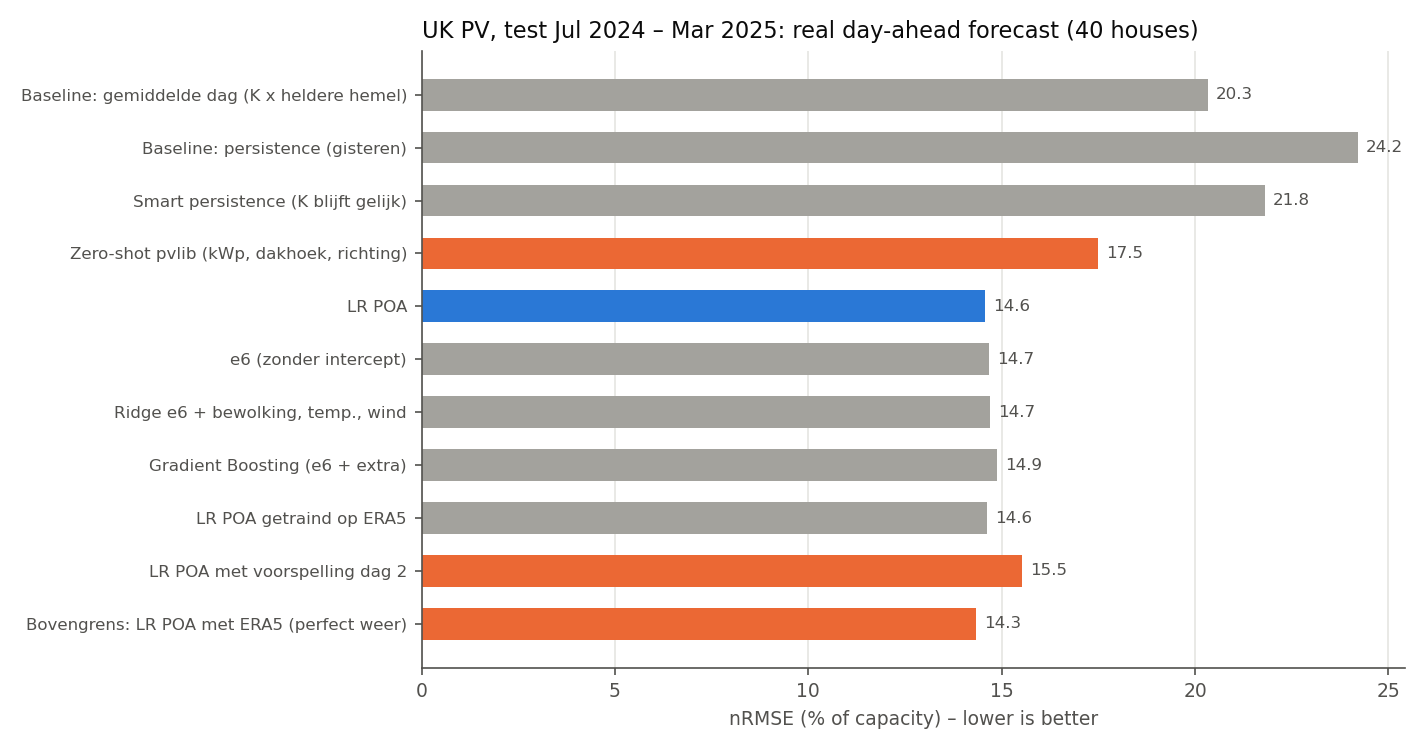 UK PV, test Jul 2024 – Mar 2025: real day-ahead forecast (40 houses)
Baseline: gemiddelde dag (K x heldere hemel) 20.3
Baseline: persistence (gisteren) 24.2
Smart persistence (K blijft gelijk) 21.8
Zero-shot pvlib (kWp, dakhoek, richting) 17.5
LR POA 14.6
e6 (zonder intercept) 14.7
Ridge e6 + bewolking, temp., wind 14.7
Gradient Boosting (e6 + extra) 14.9
LR POA getraind op ERA5 14.6
LR POA met voorspelling dag 2 15.5
Bovengrens: LR POA met ERA5 (perfect weer) 14.3
0 5 10 15 20 25
nRMSE (% of capacity) – lower is better